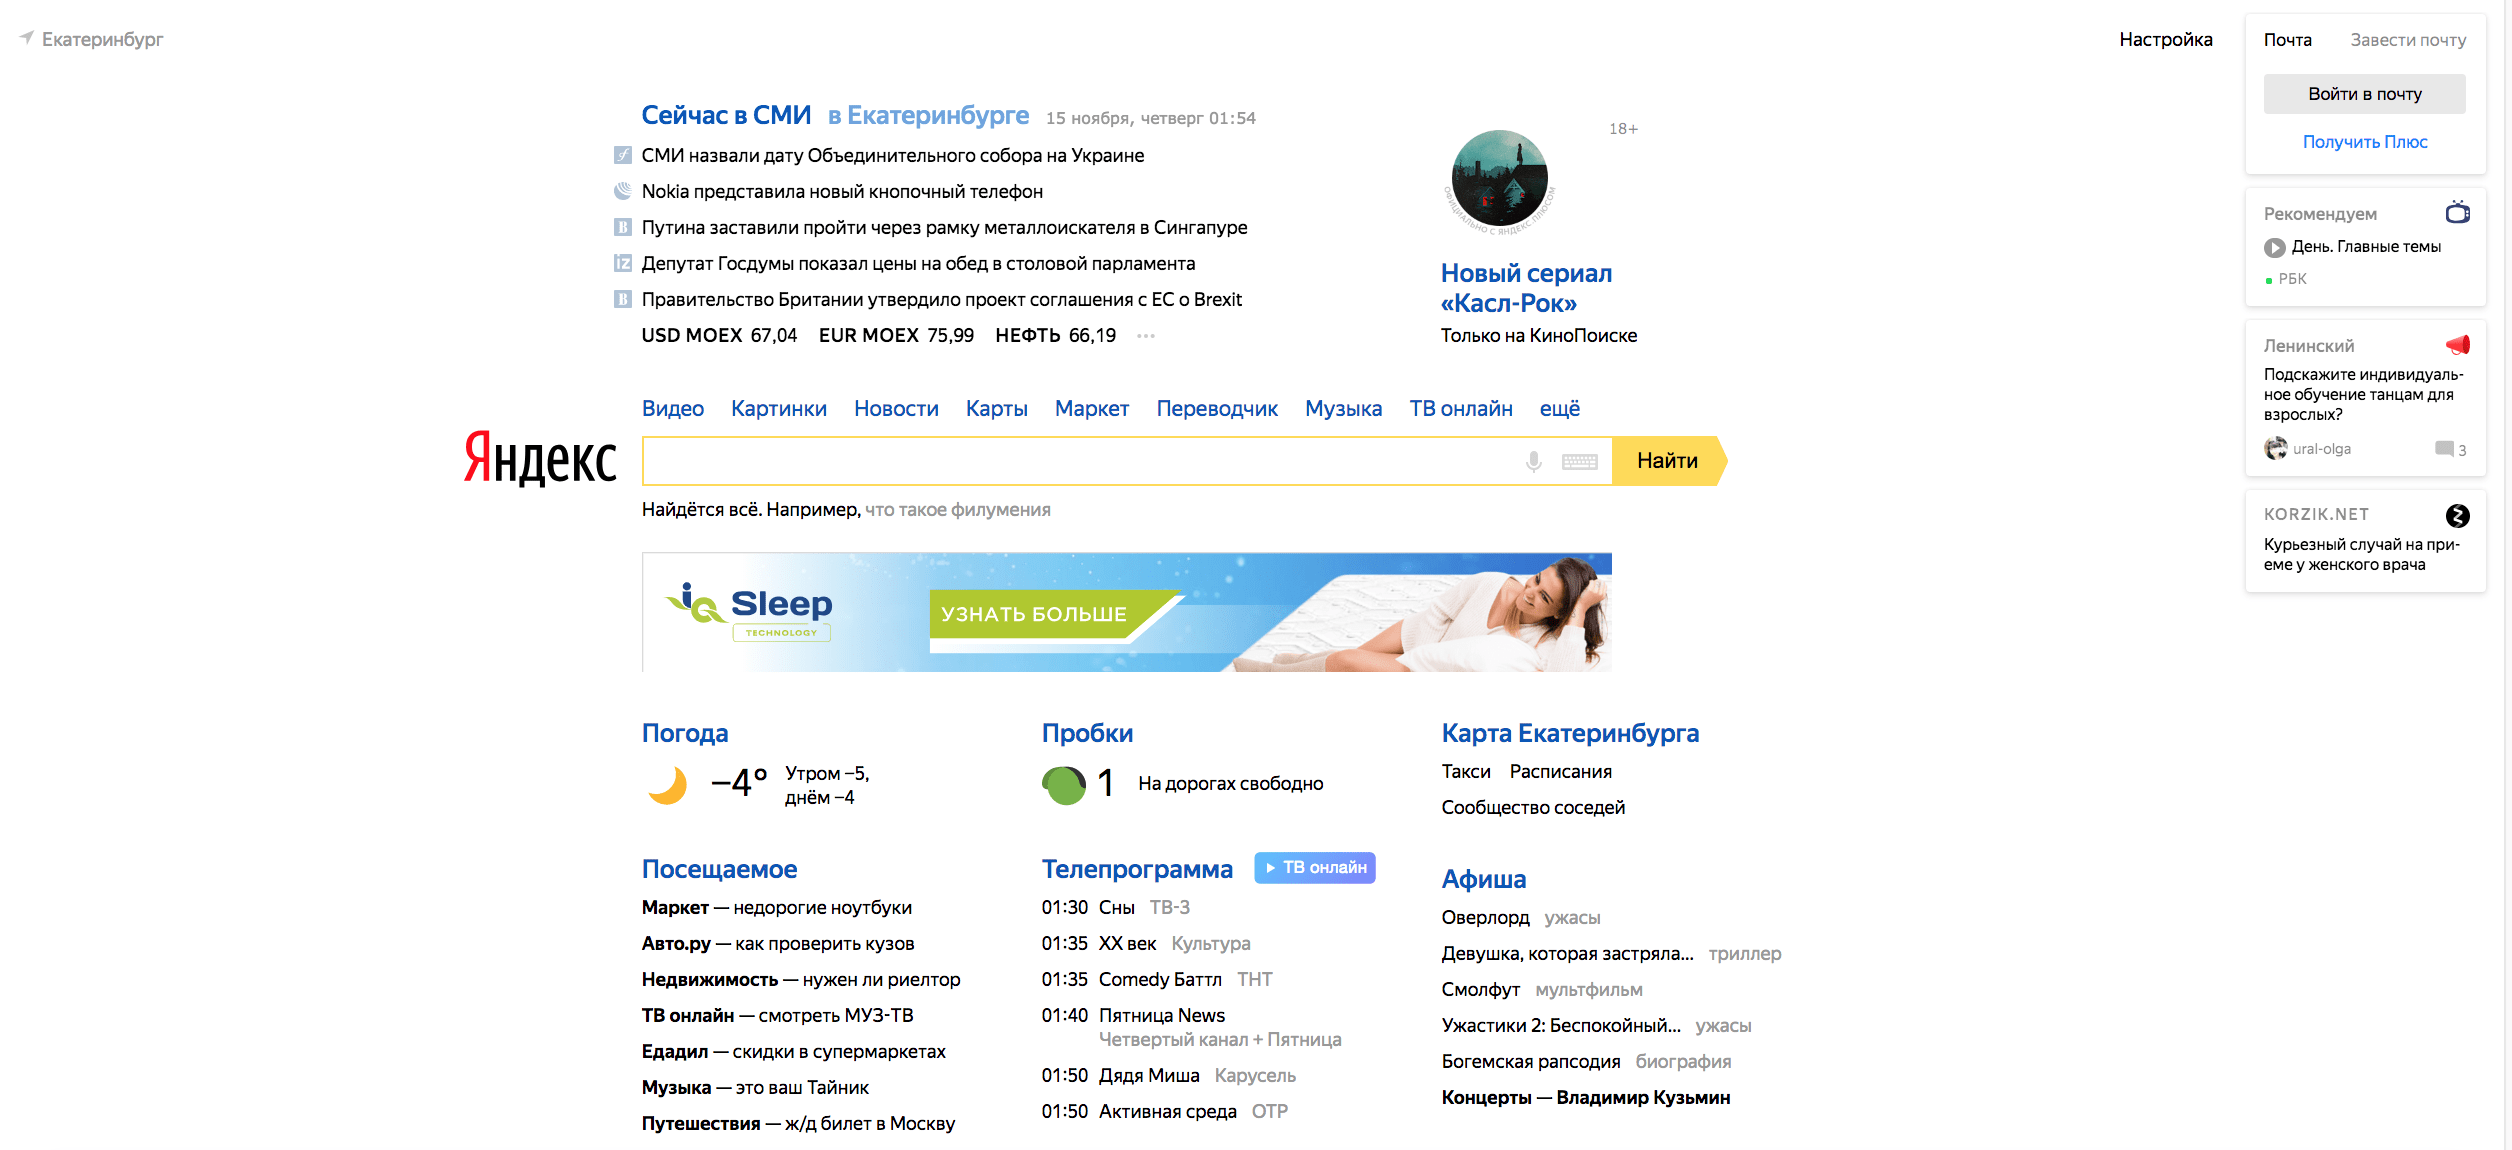 Екатеринбург
Настройка
Почта Завести почту
Войти в почту
Получить Плюс
Сейчас в СМИ в Екатеринбурге 15 ноября, четверг 01:54
СМИ назвали дату Объединительного собора на Украине
Nokia представила новый кнопочный телефон
Путина заставили пройти через рамку металлоискателя в Сингапуре
Депутат Госдумы показал цены на обед в столовой парламента
Правительство Британии утвердило проект соглашения с ЕС о Brexit
USD MOEX 67,04 EUR MOEX 75,99 НЕФТЬ 66,19
18+
ОФИЦИАЛЬНО С ЯНДЕКС.ПЛЮСОМ
Новый сериал
«Касл-Рок»
Только на КиноПоиске
Рекомендуем
День. Главные темы
РБК
Ленинский
Подскажите индивидуаль-
ное обучение танцам для
взрослых?
ural-olga 3
KORZIK.NET
Курьезный случай на при-
еме у женского врача
Видео Картинки Новости Карты Маркет Переводчик Музыка ТВ онлайн ещё
Яндекс
Найти
Найдётся всё. Например, что такое филумения
iQ Sleep
TECHNOLOGY
УЗНАТЬ БОЛЬШЕ
Погода
−4° Утром −5,
днём −4
Пробки
1 На дорогах свободно
Карта Екатеринбурга
Такси Расписания
Сообщество соседей
Посещаемое
Маркет — недорогие ноутбуки
Авто.ру — как проверить кузов
Недвижимость — нужен ли риелтор
ТВ онлайн — смотреть МУЗ-ТВ
Едадил — скидки в супермаркетах
Музыка — это ваш Тайник
Путешествия — ж/д билет в Москву
Телепрограмма ТВ онлайн
01:30 Сны ТВ-3
01:35 XX век Культура
01:35 Comedy Баттл ТНТ
01:40 Пятница News
Четвертый канал + Пятница
01:50 Дядя Миша Карусель
01:50 Активная среда ОТР
Афиша
Оверлорд ужасы
Девушка, которая застряла... триллер
Смолфут мультфильм
Ужастики 2: Беспокойный... ужасы
Богемская рапсодия биография
Концерты — Владимир Кузьмин